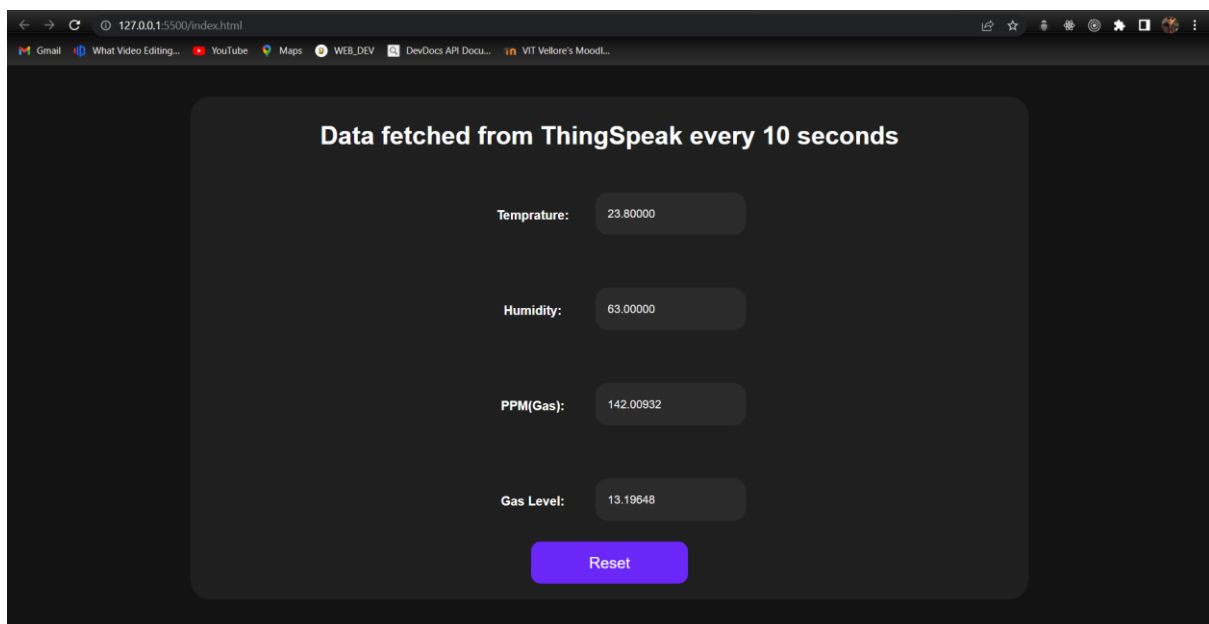 127.0.0.1:5500/index.html
Gmail What Video Editing... YouTube Maps WEB_DEV DevDocs API Docu... VIT Vellore's Moodl...
Data fetched from ThingSpeak every 10 seconds
Temprature: 23.80000
Humidity: 63.00000
PPM(Gas): 142.00932
Gas Level: 13.19648
Reset